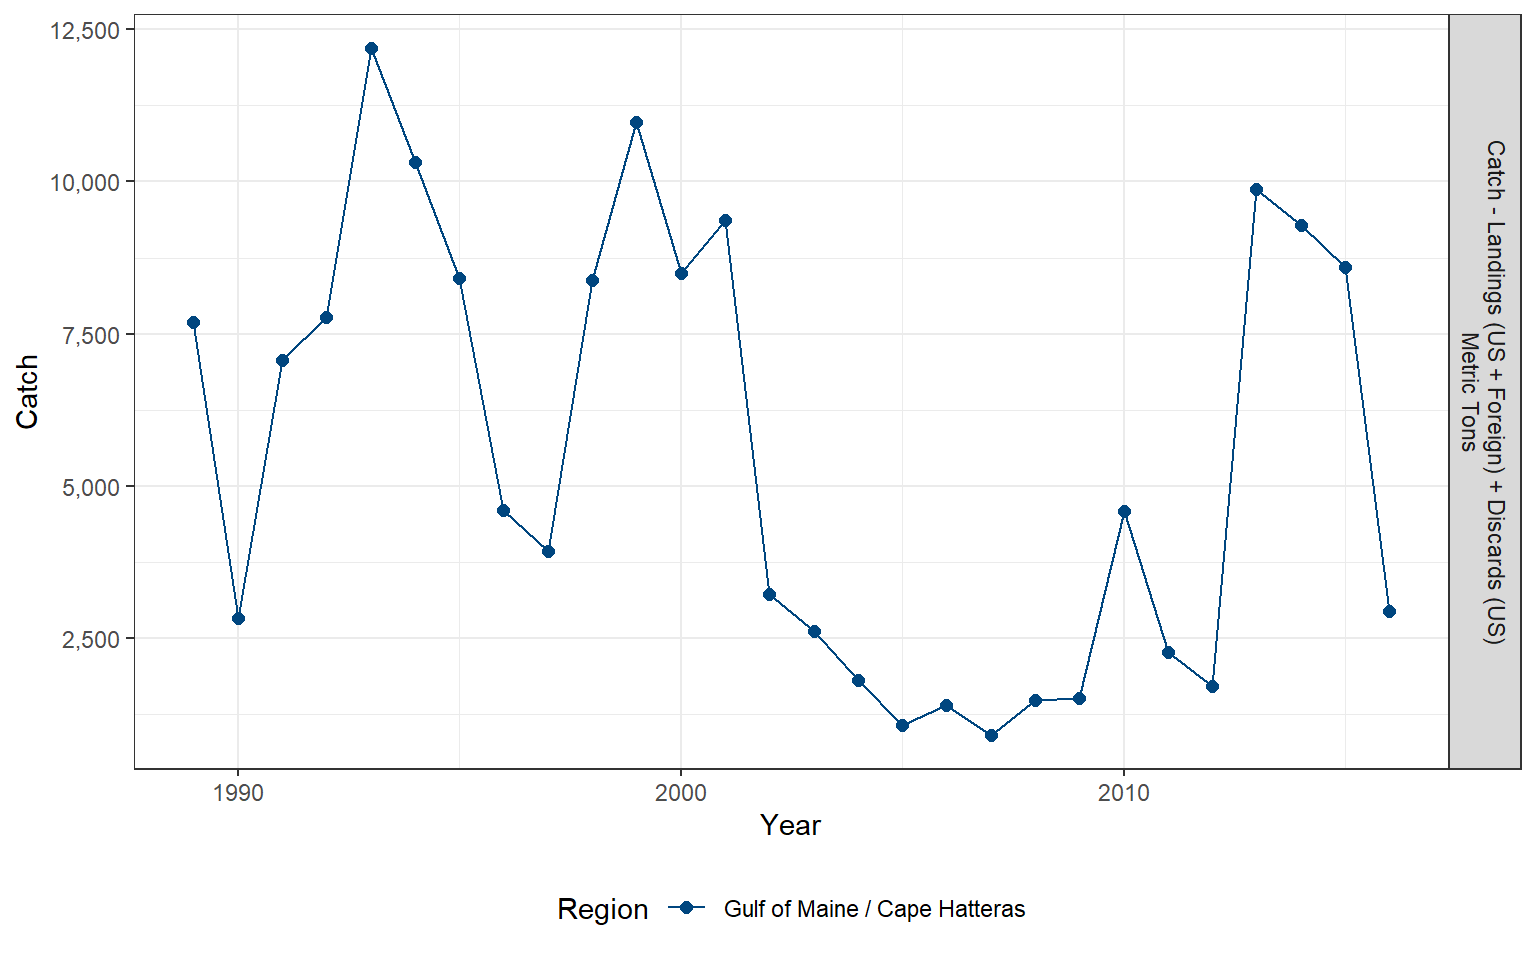 12,500
10,000
7,500
5,000
2,500
Catch
1990
2000
2010
Year
Catch - Landings (US + Foreign) + Discards (US)
Metric Tons
Region
Gulf of Maine / Cape Hatteras